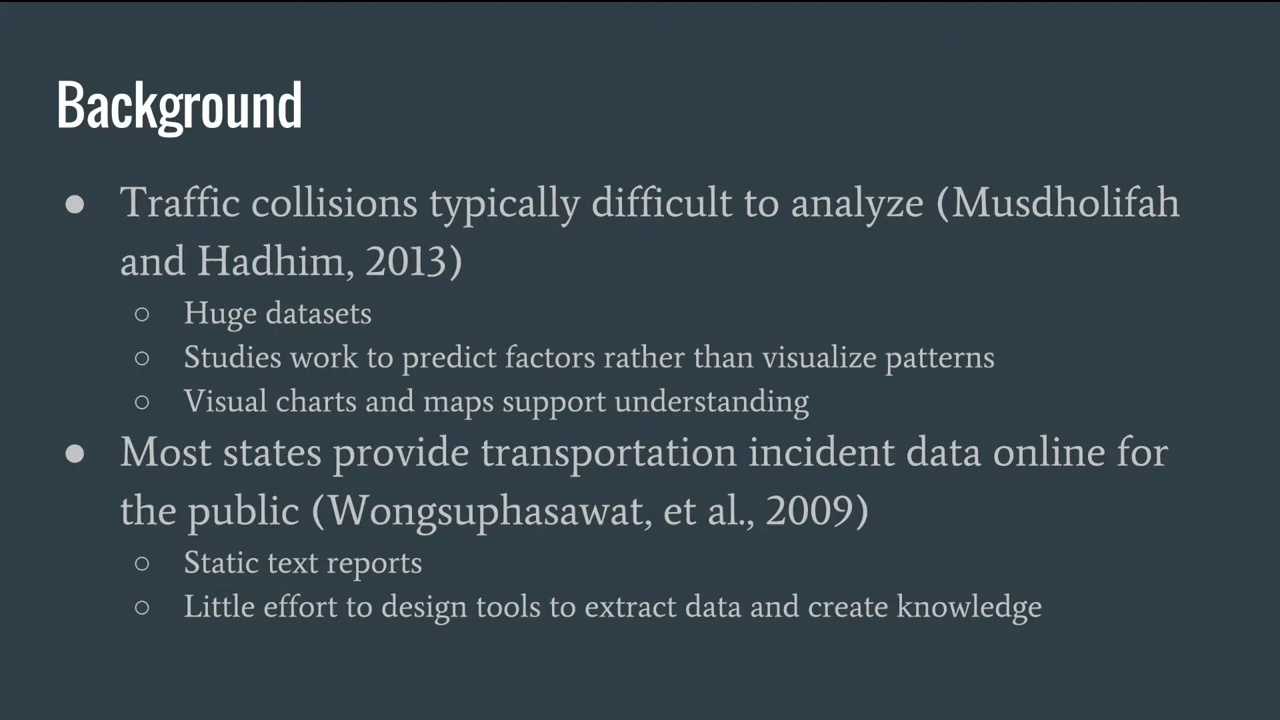 Background
● Traffic collisions typically difficult to analyze (Musdholifah
and Hadhim, 2013)
○ Huge datasets
○ Studies work to predict factors rather than visualize patterns
○ Visual charts and maps support understanding
● Most states provide transportation incident data online for
the public (Wongsuphasawat, et al., 2009)
○ Static text reports
○ Little effort to design tools to extract data and create knowledge